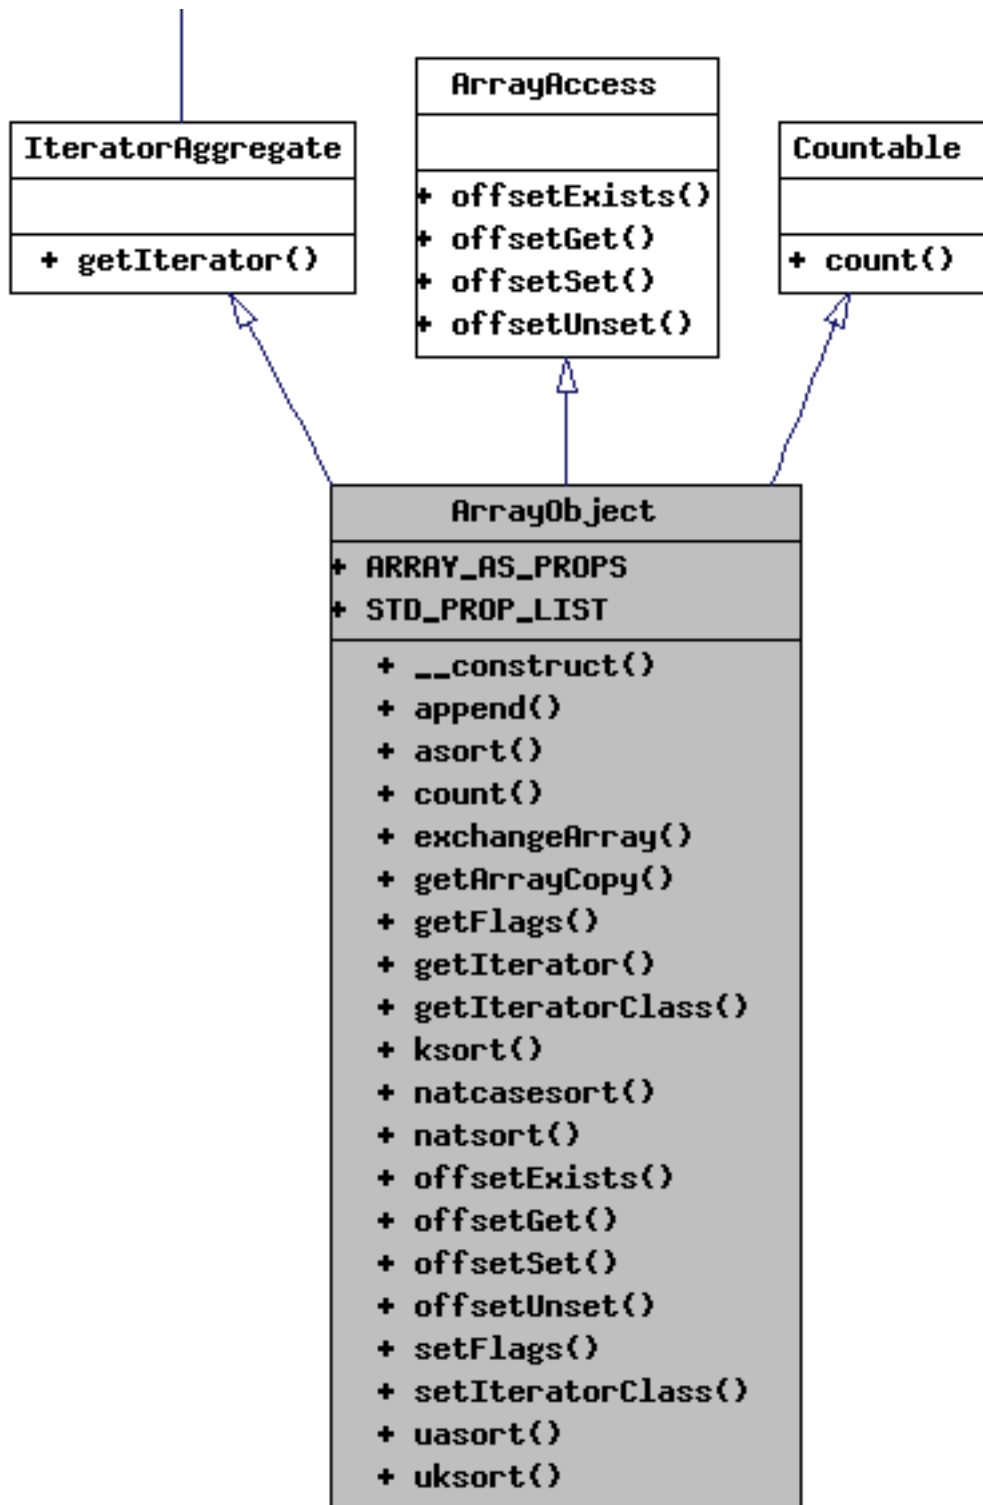 ArrayAccess
+ offsetExists()
+ offsetGet()
+ offsetSet()
+ offsetUnset()
IteratorAggregate
+ getIterator()
Countable
+ count()
ArrayObject
+ ARRAY_AS_PROPS
+ STD_PROP_LIST
+ __construct()
+ append()
+ asort()
+ count()
+ exchangeArray()
+ getArrayCopy()
+ getFlags()
+ getIterator()
+ getIteratorClass()
+ ksort()
+ natcasesort()
+ natsort()
+ offsetExists()
+ offsetGet()
+ offsetSet()
+ offsetUnset()
+ setFlags()
+ setIteratorClass()
+ uasort()
+ uksort()